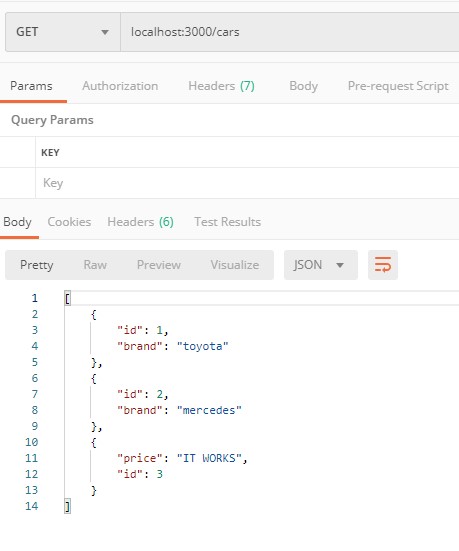 GET localhost:3000/cars
Params Authorization Headers (7) Body Pre-request Script
Query Params
KEY
Key
Body Cookies Headers (6) Test Results
Pretty Raw Preview Visualize JSON
1 [
2 {
3 "id": 1,
4 "brand": "toyota"
5 },
6 {
7 "id": 2,
8 "brand": "mercedes"
9 },
10 {
11 "price": "IT WORKS",
12 "id": 3
13 }
14 ]